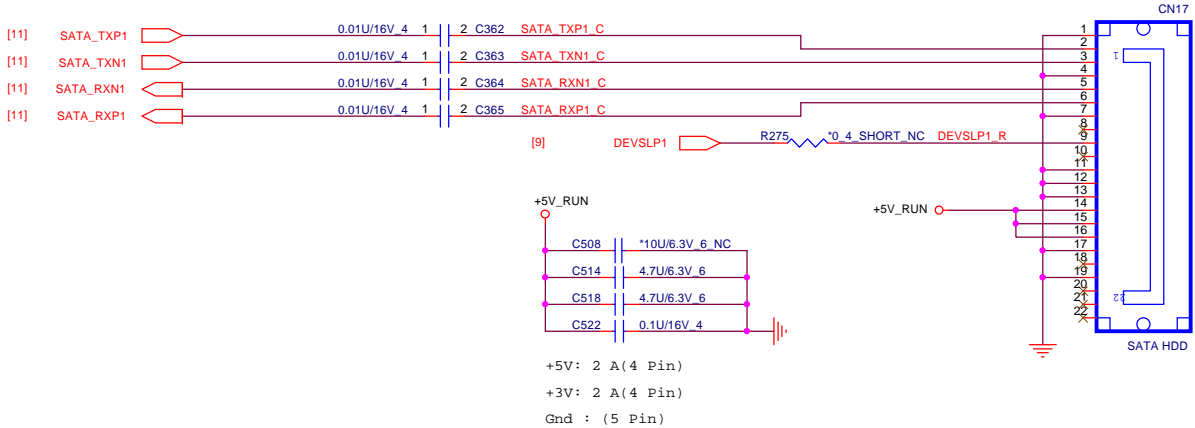 CN17
[11] SATA_TXP1 0.01U/16V_4 1 2 C362 SATA_TXP1_C
[11] SATA_TXN1 0.01U/16V_4 1 2 C363 SATA_TXN1_C
[11] SATA_RXN1 0.01U/16V_4 1 2 C364 SATA_RXN1_C
[11] SATA_RXP1 0.01U/16V_4 1 2 C365 SATA_RXP1_C
[9] DEVSLP1 R275 *0_4_SHORT_NC DEVSLP1_R
1
2
3
4
5
6
7
8
9
10
11
12
13
14
15
16
17
18
19
20
21
22
1
22
+5V_RUN
SATA HDD
+5V_RUN
C508 *10U/6.3V_6_NC
C514 4.7U/6.3V_6
C518 4.7U/6.3V_6
C522 0.1U/16V_4
+5V: 2 A(4 Pin)
+3V: 2 A(4 Pin)
Gnd : (5 Pin)